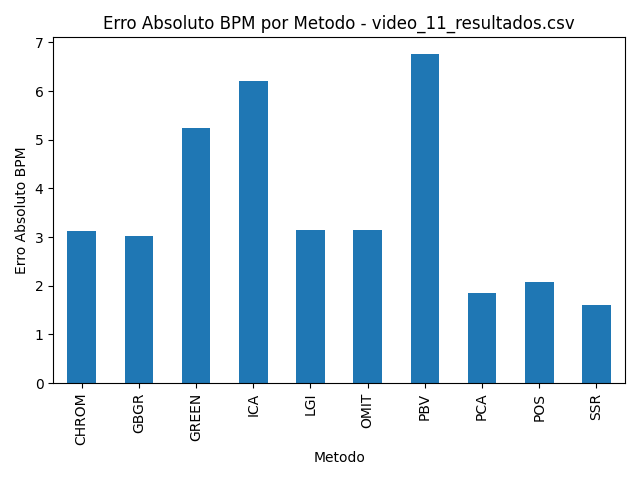 Erro Absoluto BPM por Metodo - video_11_resultados.csv
Erro Absoluto BPM
7
6
5
4
3
2
1
0
CHROM
GBGR
GREEN
ICA
LGI
OMIT
PBV
PCA
POS
SSR
Metodo